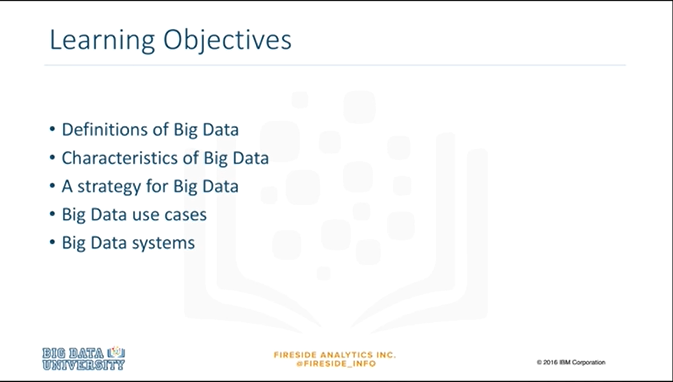 Learning Objectives
• Definitions of Big Data
• Characteristics of Big Data
• A strategy for Big Data
• Big Data use cases
• Big Data systems
BIG DATA
UNIVERSITY
FIRESIDE ANALYTICS INC.
@FIRESIDE_INFO
© 2016 IBM Corporation